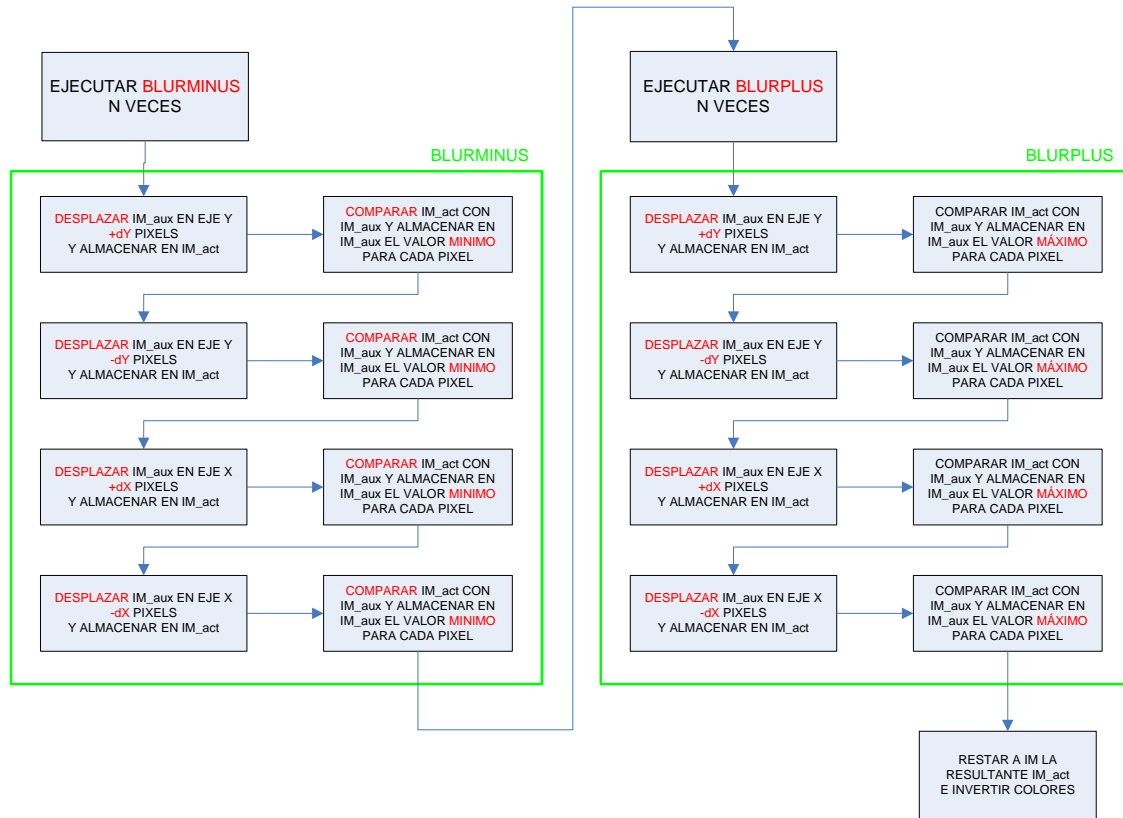 EJECUTAR BLURMINUS
N VECES
BLURMINUS
DESPLAZAR IM_aux EN EJE Y
+dY PIXELS
Y ALMACENAR EN IM_act
COMPARAR IM_act CON
IM_aux Y ALMACENAR EN
IM_aux EL VALOR MINIMO
PARA CADA PIXEL
DESPLAZAR IM_aux EN EJE Y
-dY PIXELS
Y ALMACENAR EN IM_act
COMPARAR IM_act CON
IM_aux Y ALMACENAR EN
IM_aux EL VALOR MINIMO
PARA CADA PIXEL
DESPLAZAR IM_aux EN EJE X
+dX PIXELS
Y ALMACENAR EN IM_act
COMPARAR IM_act CON
IM_aux Y ALMACENAR EN
IM_aux EL VALOR MINIMO
PARA CADA PIXEL
DESPLAZAR IM_aux EN EJE X
-dX PIXELS
Y ALMACENAR EN IM_act
COMPARAR IM_act CON
IM_aux Y ALMACENAR EN
IM_aux EL VALOR MINIMO
PARA CADA PIXEL
EJECUTAR BLURPLUS
N VECES
BLURPLUS
DESPLAZAR IM_aux EN EJE Y
+dY PIXELS
Y ALMACENAR EN IM_act
COMPARAR IM_act CON
IM_aux Y ALMACENAR EN
IM_aux EL VALOR MÁXIMO
PARA CADA PIXEL
DESPLAZAR IM_aux EN EJE Y
-dY PIXELS
Y ALMACENAR EN IM_act
COMPARAR IM_act CON
IM_aux Y ALMACENAR EN
IM_aux EL VALOR MÁXIMO
PARA CADA PIXEL
DESPLAZAR IM_aux EN EJE X
+dX PIXELS
Y ALMACENAR EN IM_act
COMPARAR IM_act CON
IM_aux Y ALMACENAR EN
IM_aux EL VALOR MÁXIMO
PARA CADA PIXEL
DESPLAZAR IM_aux EN EJE X
-dX PIXELS
Y ALMACENAR EN IM_act
COMPARAR IM_act CON
IM_aux Y ALMACENAR EN
IM_aux EL VALOR MÁXIMO
PARA CADA PIXEL
RESTAR A IM LA
RESULTANTE IM_act
E INVERTIR COLORES